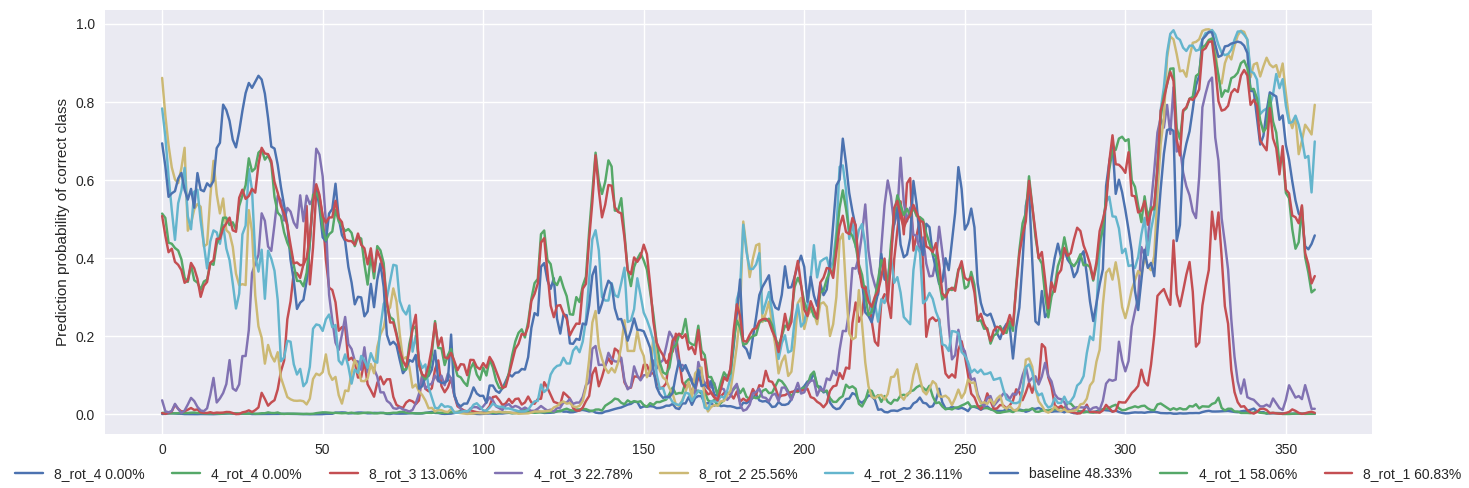 1.0
0.8
0.6
0.4
0.2
0.0
Prediction probability of correct class
0 50 100 150 200 250 300 350
8_rot_4 0.00% 4_rot_4 0.00% 8_rot_3 13.06% 4_rot_3 22.78% 8_rot_2 25.56% 4_rot_2 36.11% baseline 48.33% 4_rot_1 58.06% 8_rot_1 60.83%